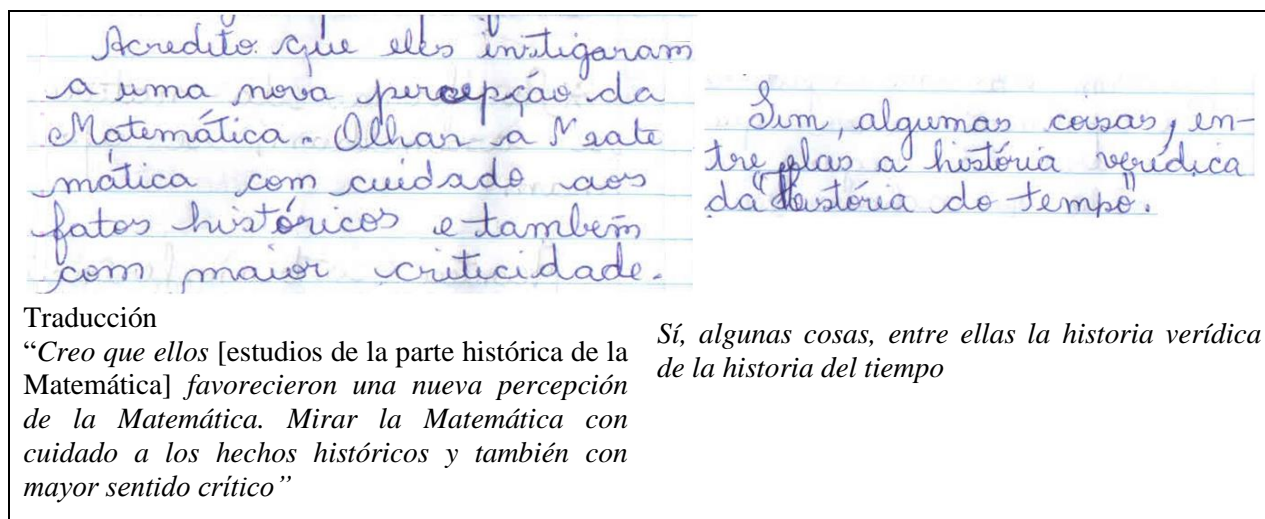 Acredito que eles instigaram
a uma nova percepção da
Matemática. Olhar a Mate
mática com cuidado aos
fatos históricos e também
com maior criticidade.
Sim, algumas coisas, en-
tre elas a história verídica
da "História do tempo".
Traducción
“Creo que ellos [estudios de la parte histórica de la
Matemática] favorecieron una nueva percepción
de la Matemática. Mirar la Matemática con
cuidado a los hechos históricos y también con
mayor sentido crítico”
Sí, algunas cosas, entre ellas la historia verídica
de la historia del tiempo